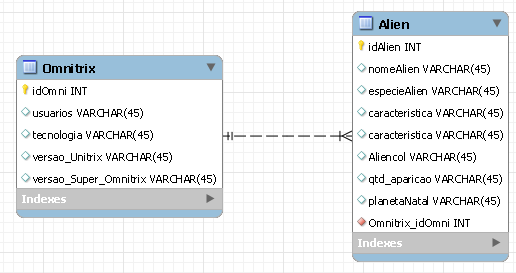 Omnitrix
idOmni INT
usuarios VARCHAR(45)
tecnologia VARCHAR(45)
versao_Unitrix VARCHAR(45)
versao_Super_Omnitrix VARCHAR(45)
Indexes
Alien
idAlien INT
nomeAlien VARCHAR(45)
especieAlien VARCHAR(45)
caracteristica VARCHAR(45)
caracteristica VARCHAR(45)
Aliencol VARCHAR(45)
qtd_aparicao VARCHAR(45)
planetaNatal VARCHAR(45)
Omnitrix_idOmni INT
Indexes